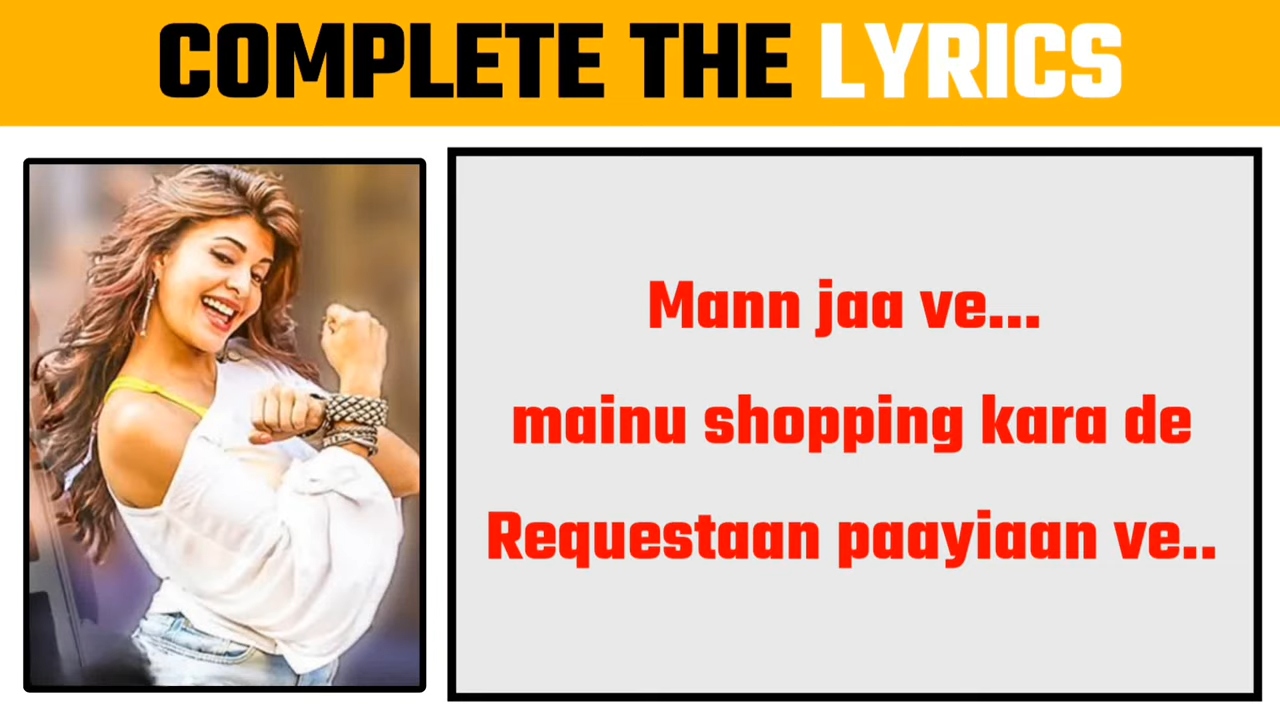 COMPLETE THE LYRICS
Mann jaa ve...
mainu shopping kara de
Requestaan paayiaan ve..